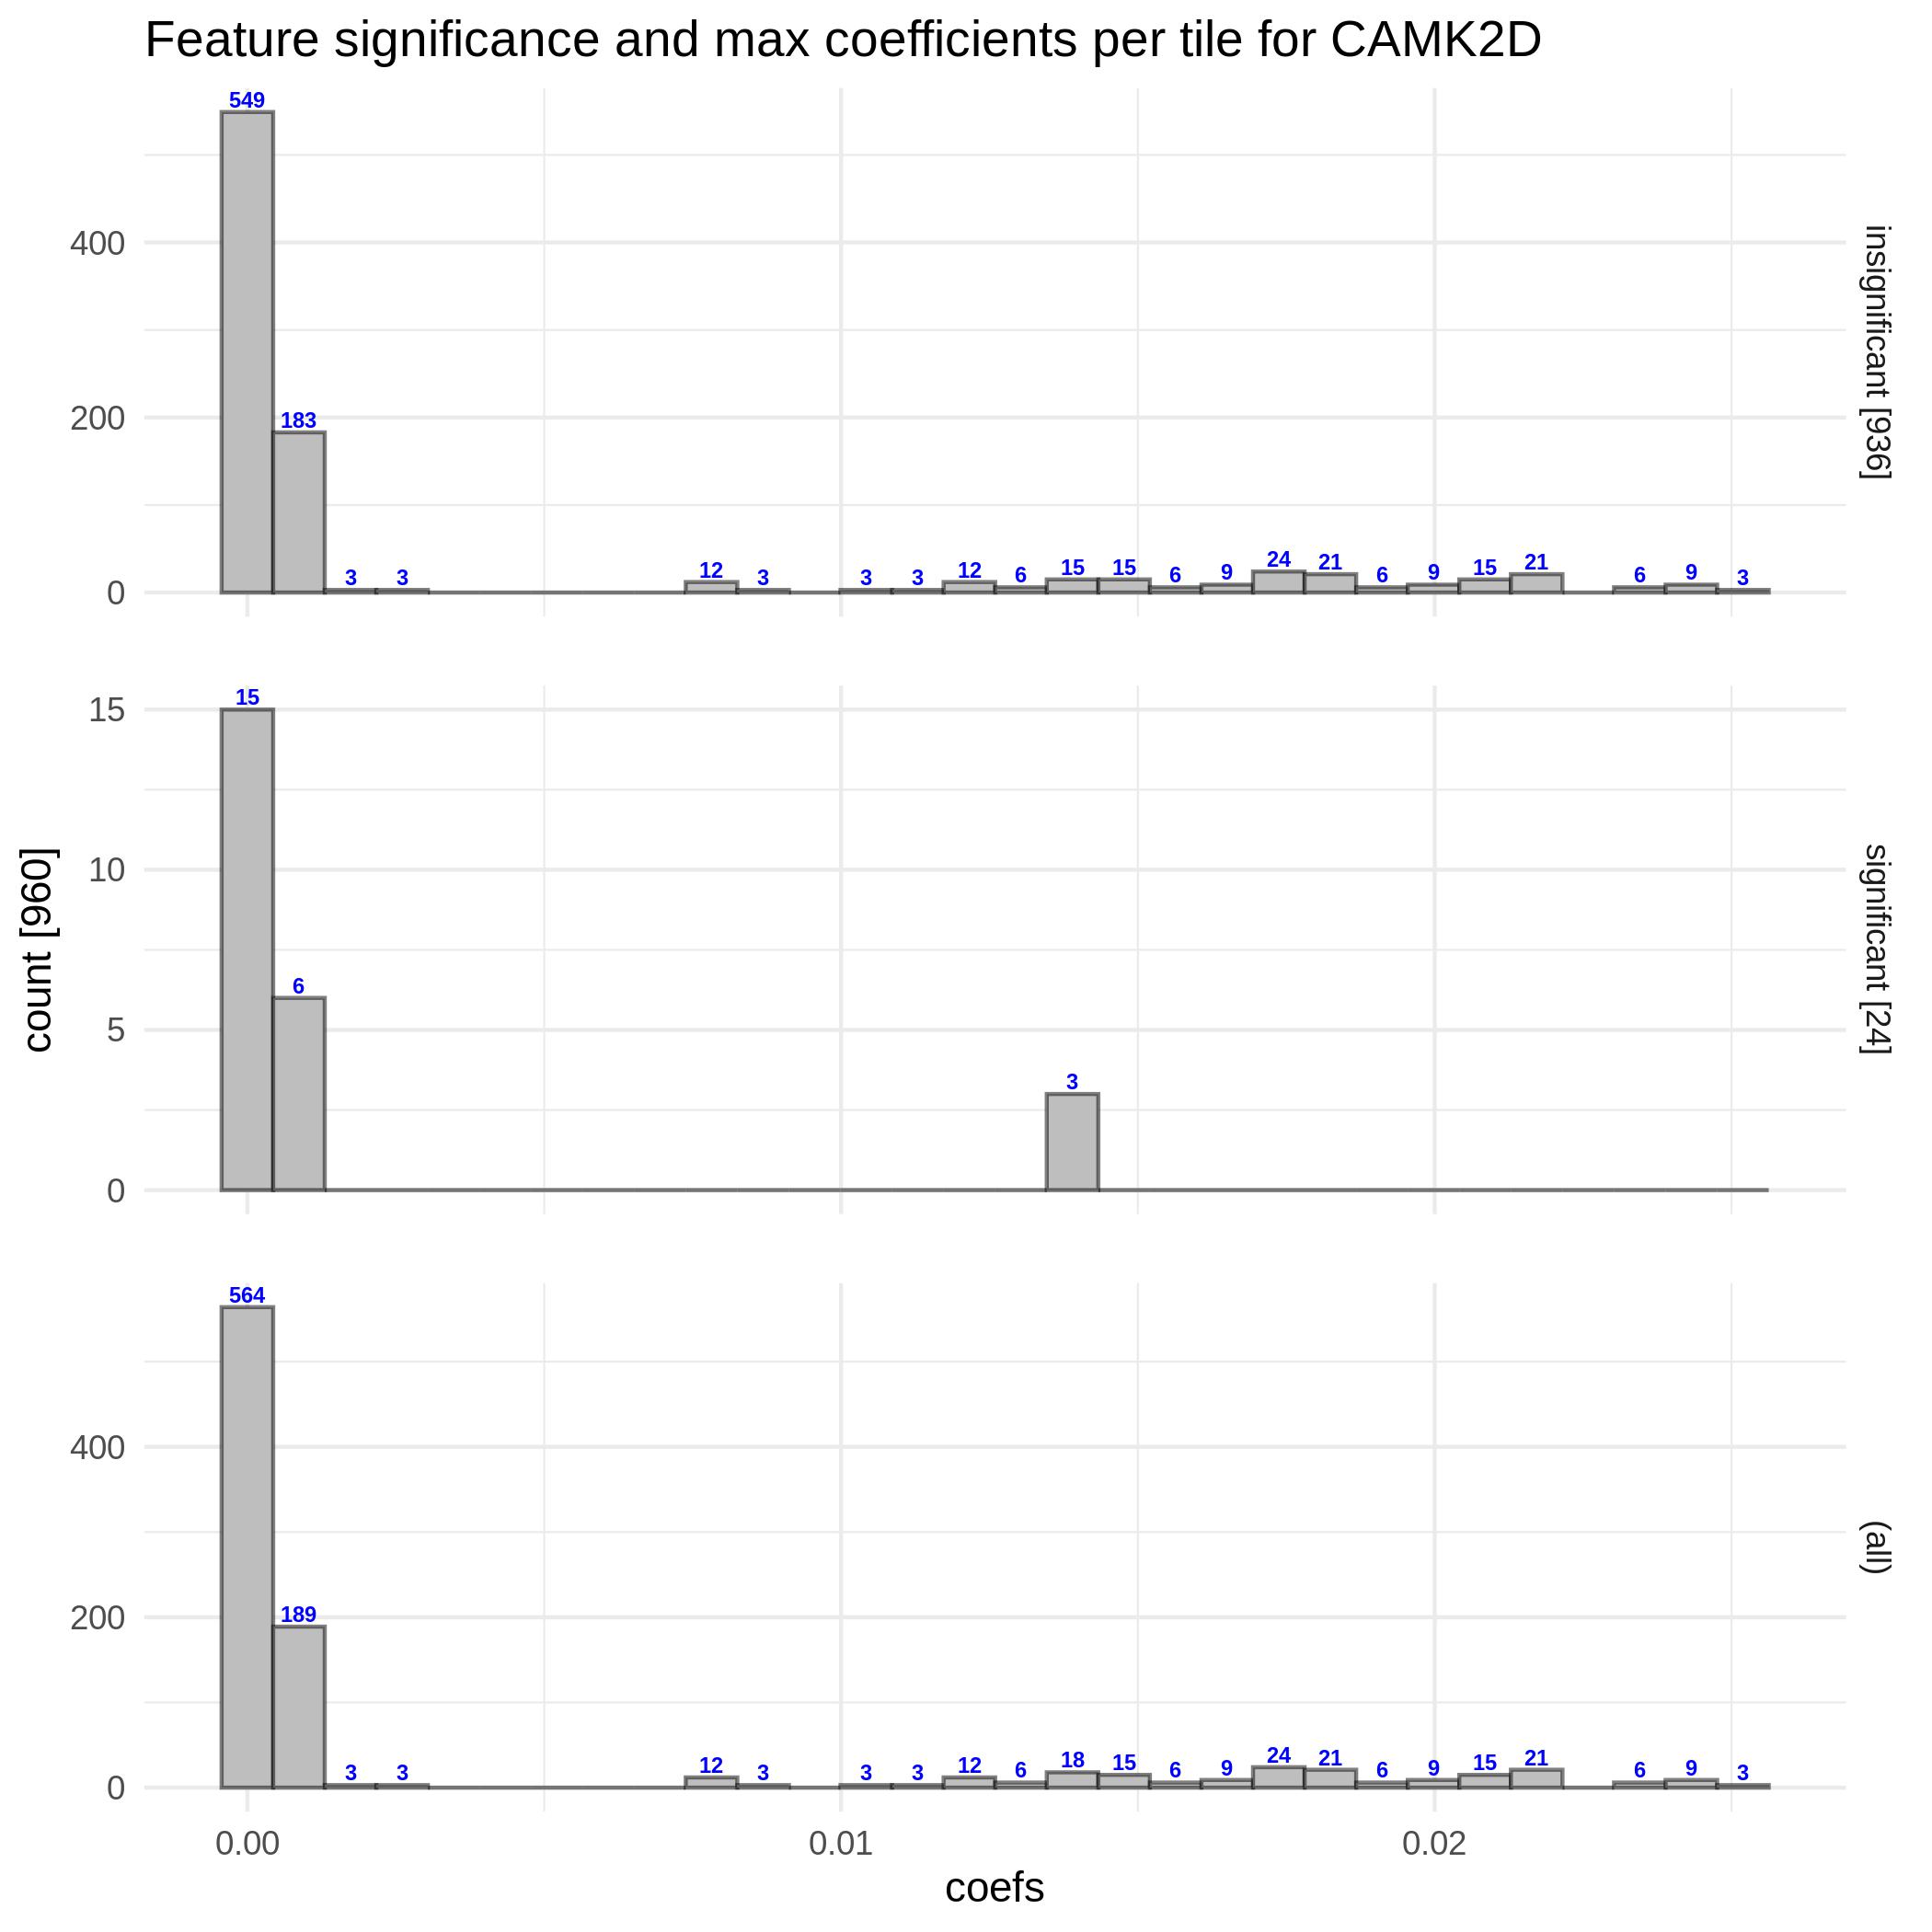 Feature significance and max coefficients per tile for CAMK2D
549
400
183
200
3 3 12 3 3 3 12 6 15 15 6 9 24 21 6 9 15 21 6 9 3
0
insignificant [936]
15
15
10
6
5
3
0
significant [24]
count [960]
564
400
189
200
3 3 12 3 3 3 12 6 18 15 6 9 24 21 6 9 15 21 6 9 3
0
(all)
0.00 0.01 0.02
coefs